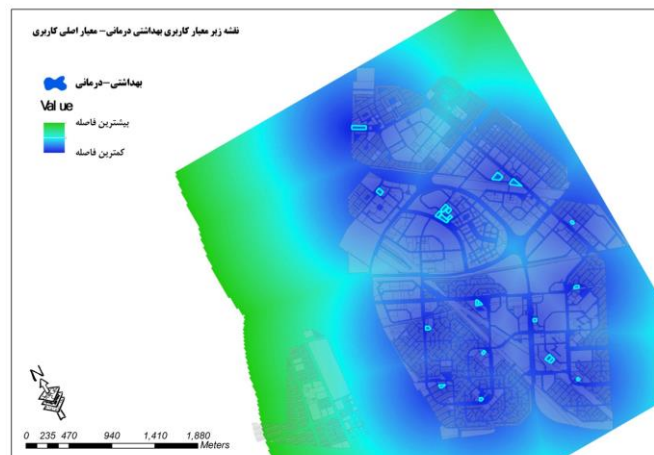 نقشه زیر معیار کاربری بهداشتی درمانی- معیار اصلی کاربری
بهداشتی-درمانی
Value
بیشترین فاصله
کمترین فاصله
N
0 235 470 940 1,410 1,880
Meters